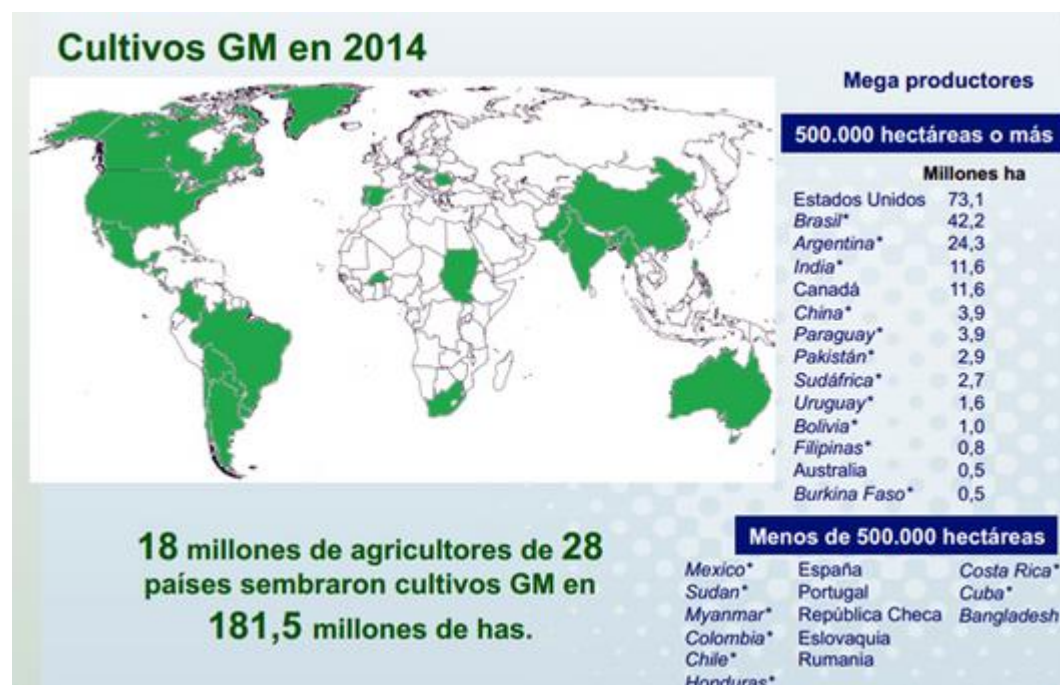 Cultivos GM en 2014
Mega productores
500.000 hectáreas o más
Millones ha
Estados Unidos 73,1
Brasil* 42,2
Argentina* 24,3
India* 11,6
Canadá 11,6
China* 3,9
Paraguay* 3,9
Pakistán* 2,9
Sudáfrica* 2,7
Uruguay* 1,6
Bolivia* 1,0
Filipinas* 0,8
Australia 0,5
Burkina Faso* 0,5
18 millones de agricultores de 28
países sembraron cultivos GM en
181,5 millones de has.
Menos de 500.000 hectáreas
Mexico* España Costa Rica*
Sudan* Portugal Cuba*
Myanmar* República Checa Bangladesh
Colombia* Eslovaquia
Chile* Rumania
Honduras*